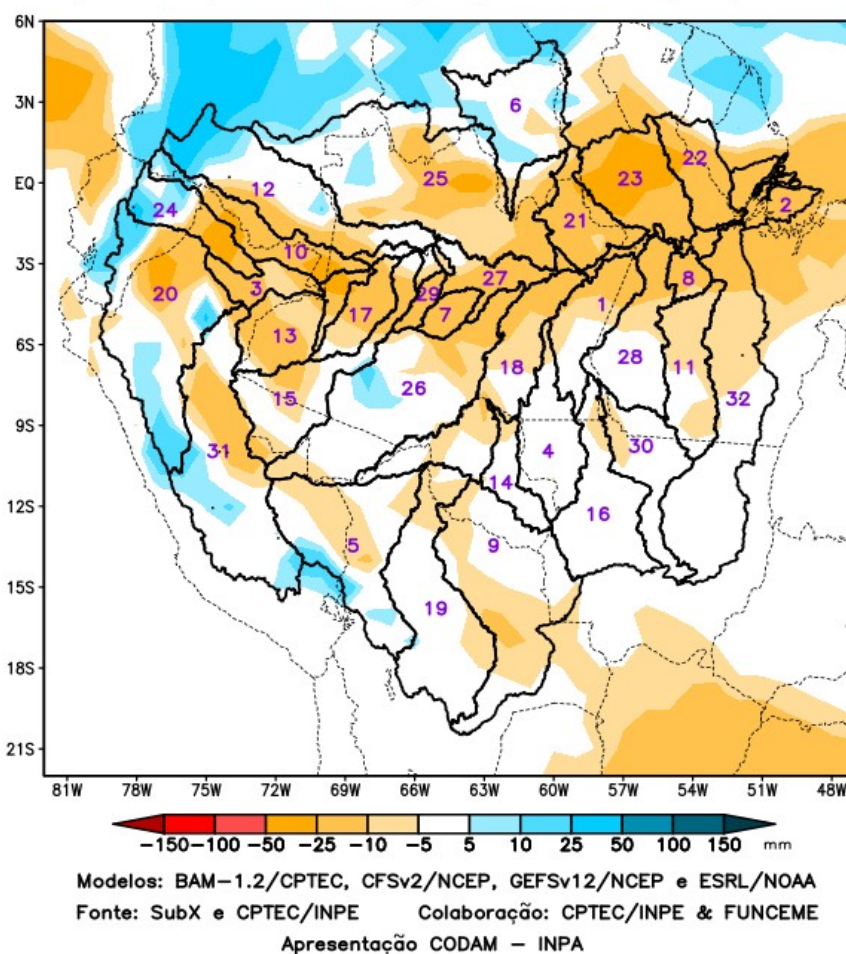 6N
3N
EQ
3S
6S
9S
12S
15S
18S
21S
6
12
25
22
23
24
21
2
10
27
8
20
3
29
17
7
1
13
18
28
11
15
26
32
31
4
30
14
16
5
9
19
81W 78W 75W 72W 69W 66W 63W 60W 57W 54W 51W 48W
-150 -100 -50 -25 -10 -5 5 10 25 50 100 150 mm
Modelos: BAM-1.2/CPTEC, CFSv2/NCEP, GEFSv12/NCEP e ESRL/NOAA
Fonte: SubX e CPTEC/INPE Colaboração: CPTEC/INPE & FUNCEME
Apresentação CODAM - INPA